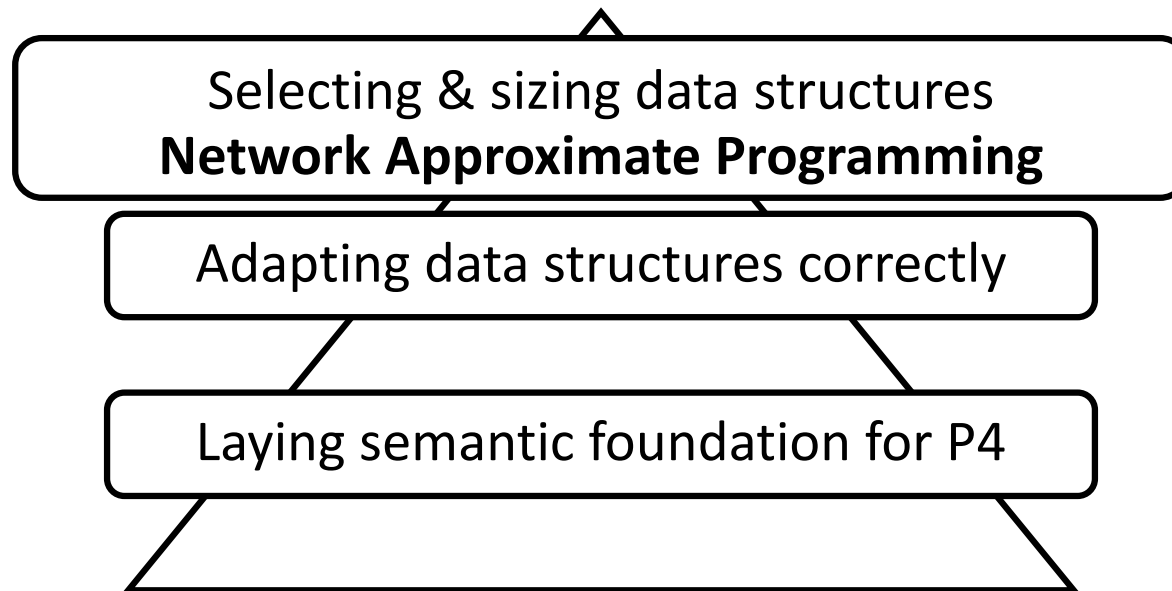 Selecting & sizing data structures
Network Approximate Programming
Adapting data structures correctly
Laying semantic foundation for P4